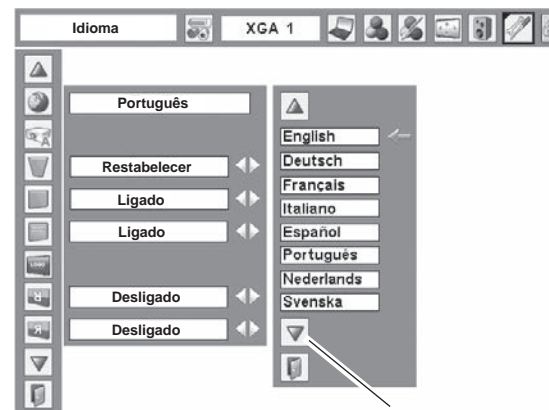 Idioma
XGA 1
Português
Restabelecer
Ligado
Ligado
Desligado
Desligado
English
Deutsch
Français
Italiano
Español
Português
Nederlands
Svenska